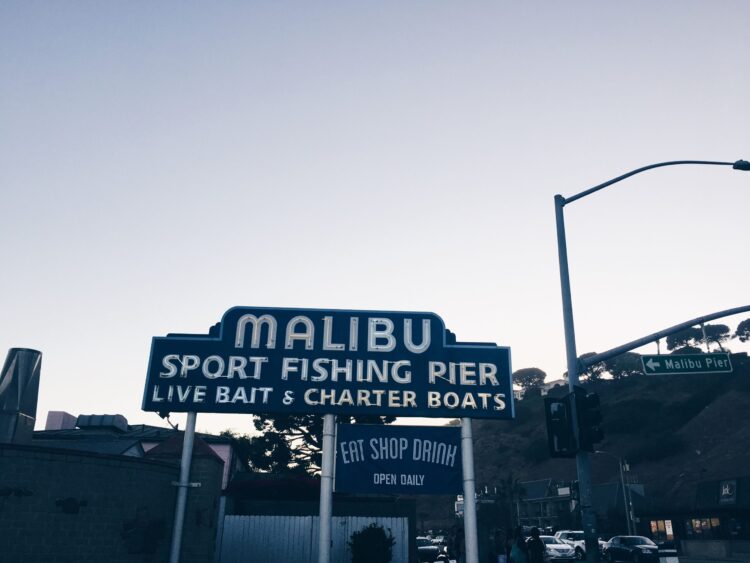 MALIBU
SPORT FISHING PIER
LIVE BAIT & CHARTER BOATS
EAT SHOP DRINK
OPEN DAILY
← Malibu Pier